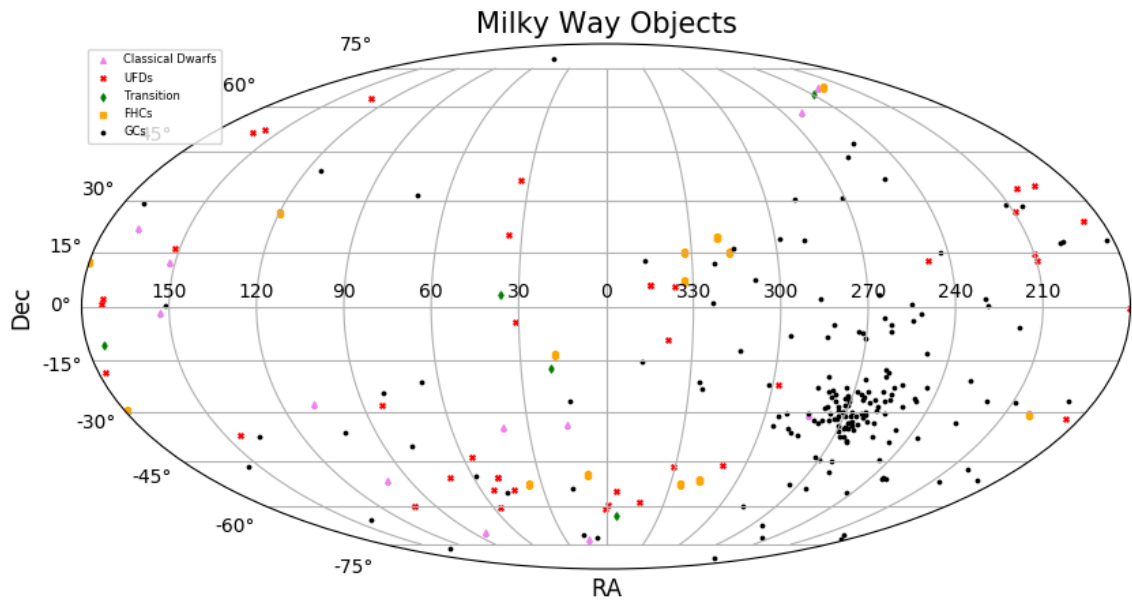 Milky Way Objects
75°
Classical Dwarfs
UFDs
Transition
FHCs
GCs
60°
45°
30°
15°
0°
150 120 90 60 30 0 330 300 270 240 210
-15°
-30°
-45°
-60°
-75°
Dec
RA